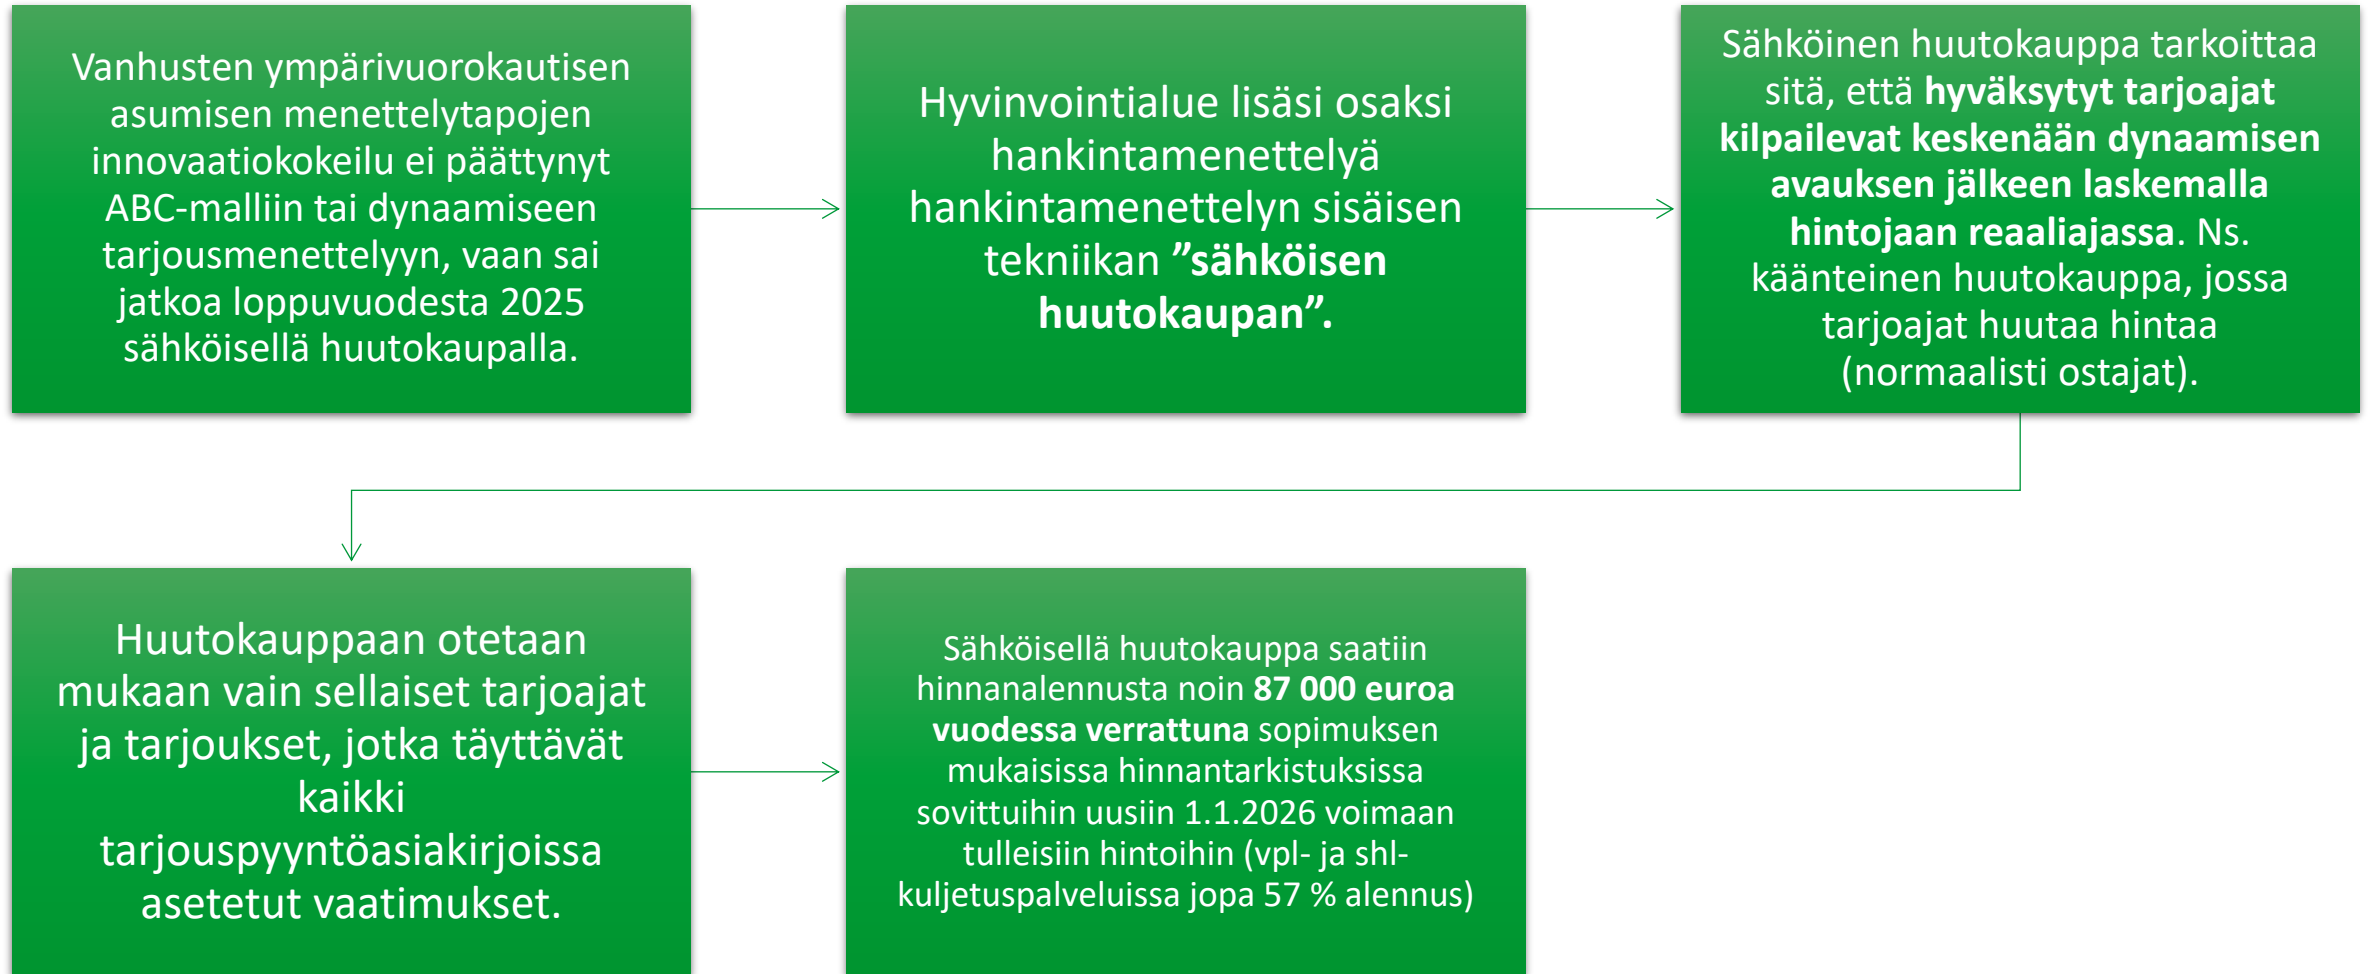 Vanhusten ympärivuorokautisen
asumisen menettelytapojen
innovaatiokokeilu ei päättynyt
ABC-malliin tai dynaamiseen
tarjousmenettelyyn, vaan sai
jatkoa loppuvuodesta 2025
sähköisellä huutokaupalla.
Hyvinvointialue lisäsi osaksi
hankintamenettelyä
hankintamenettelyn sisäisen
tekniikan ”sähköisen
huutokaupan”.
Sähköinen huutokauppa tarkoittaa
sitä, että hyväksytyt tarjoajat
kilpailevat keskenään dynaamisen
avauksen jälkeen laskemalla
hintojaan reaaliajassa. Ns.
käänteinen huutokauppa, jossa
tarjoajat huutaa hintaa
(normaalisti ostajat).
Huutokauppaan otetaan
mukaan vain sellaiset tarjoajat
ja tarjoukset, jotka täyttävät
kaikki
tarjouspyyntöasiakirjoissa
asetetut vaatimukset.
Sähköisellä huutokauppa saatiin
hinnanalennusta noin 87 000 euroa
vuodessa verrattuna sopimuksen
mukaisissa hinnantarkistuksissa
sovittuihin uusiin 1.1.2026 voimaan
tulleisiin hintoihin (vpl- ja shl-
kuljetuspalveluissa jopa 57 % alennus)